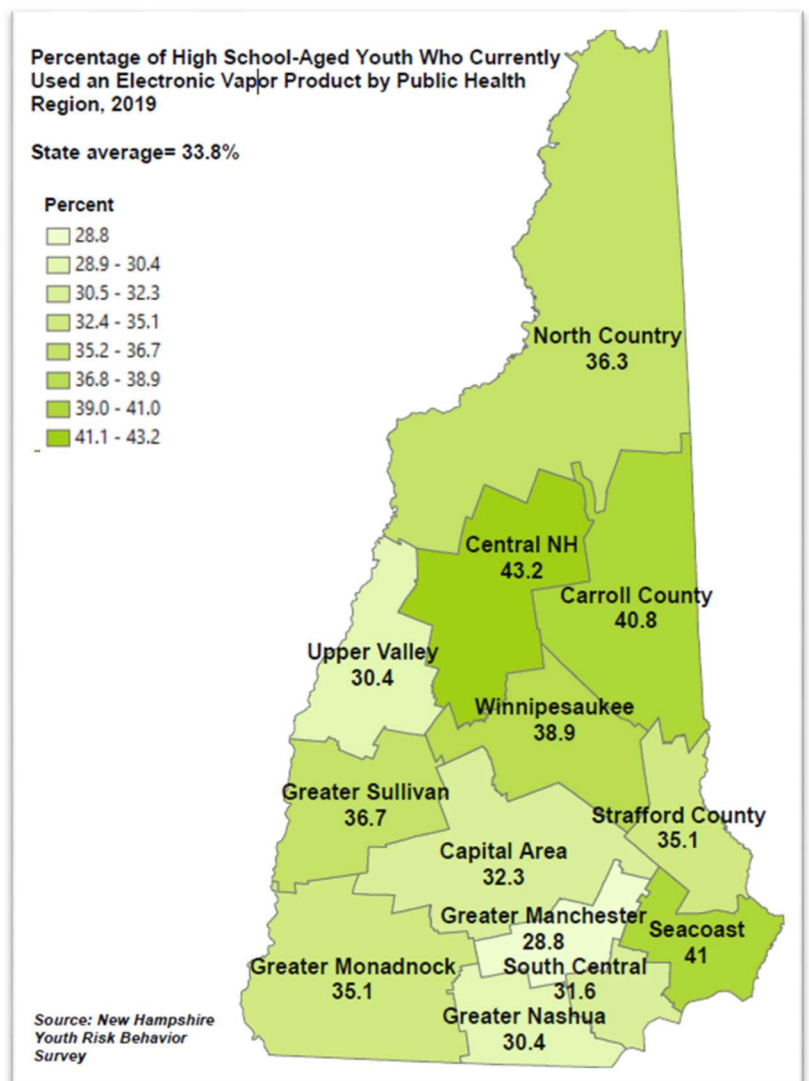 Percentage of High School-Aged Youth Who Currently
Used an Electronic Vapor Product by Public Health
Region, 2019
State average= 33.8%
Percent
28.8
28.9 - 30.4
30.5 - 32.3
32.4 - 35.1
35.2 - 36.7
36.8 - 38.9
39.0 - 41.0
41.1 - 43.2
North Country
36.3
Central NH
43.2
Carroll County
40.8
Upper Valley
30.4
Winnipesaukee
38.9
Greater Sullivan
36.7
Strafford County
35.1
Capital Area
32.3
Greater Manchester
28.8
Seacoast
41
Greater Monadnock
35.1
South Central
31.6
Greater Nashua
30.4
Source: New Hampshire
Youth Risk Behavior
Survey